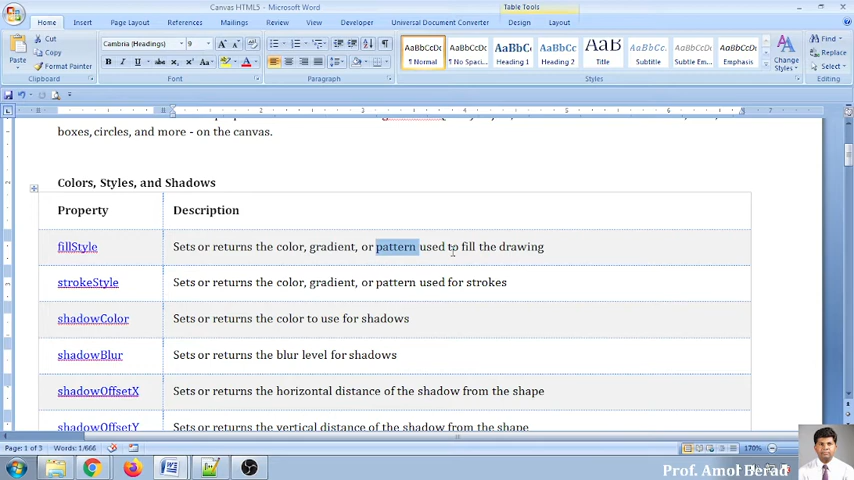 Canvas HTML5 - Microsoft Word
Table Tools
Home Insert Page Layout References Mailings Review View Developer Universal Document Converter Design Layout
Paste
Cut
Copy
Format Painter
Clipboard
Cambria (Headings) 9
Font
Paragraph
AaBbCcDc AaBbCcDc AaBbC AaBbCc AaB AaBbCc. AaBbCcDc AaBbCcDc
¶ Normal ¶ No Spaci... Heading 1 Heading 2 Title Subtitle Subtle Em... Emphasis
Change Styles
Styles
Find
Replace
Select
Editing
boxes, circles, and more - on the canvas.
Colors, Styles, and Shadows
Property Description
fillStyle Sets or returns the color, gradient, or pattern used to fill the drawing
strokeStyle Sets or returns the color, gradient, or pattern used for strokes
shadowColor Sets or returns the color to use for shadows
shadowBlur Sets or returns the blur level for shadows
shadowOffsetX Sets or returns the horizontal distance of the shadow from the shape
shadowOffsetY Sets or returns the vertical distance of the shadow from the shape
Page: 1 of 3 Words: 1/666 170%
Prof. Amol Berad